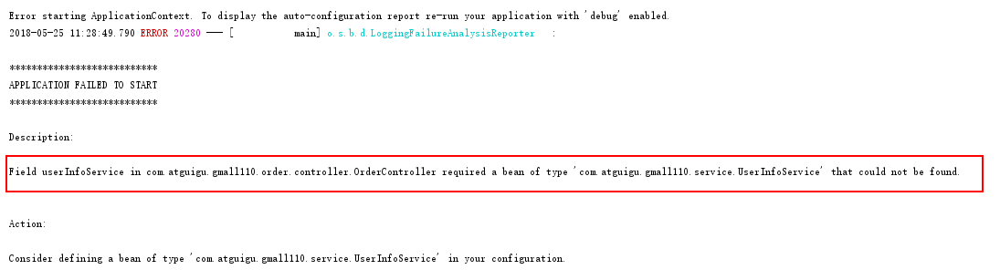 Error starting ApplicationContext. To display the auto-configuration report re-run your application with 'debug' enabled.
2018-05-25 11:28:49.790 ERROR 20280 --- [           main] o.s.b.d.LoggingFailureAnalysisReporter   :
***************************
APPLICATION FAILED TO START
***************************
Description:
Field userInfoService in com.atguigu.gmall110.order.controller.OrderController required a bean of type 'com.atguigu.gmall110.service.UserInfoService' that could not be found.
Action:
Consider defining a bean of type 'com.atguigu.gmall110.service.UserInfoService' in your configuration.